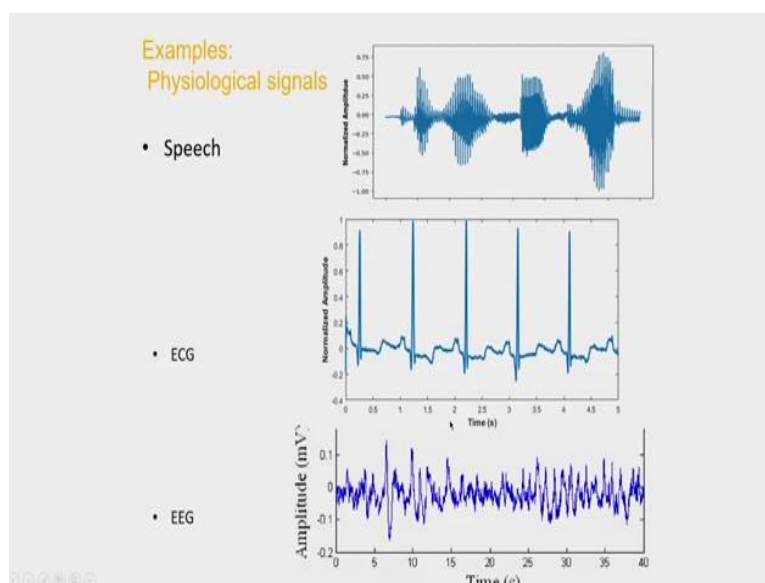 Examples:
Physiological signals
• Speech
Normalized Amplitdue
0.75
0.50
0.25
0.00
-0.25
-0.50
-0.75
-1.00
• ECG
Normalized Amplitude
1
0.8
0.6
0.4
0.2
0
-0.2
-0.4
0 0.5 1 1.5 2 2.5 3 3.5 4 4.5 5
Time (s)
• EEG
Amplitude (mV)
0.1
0
-0.1
-0.2
0 5 10 15 20 25 30 35 40
Time (s)